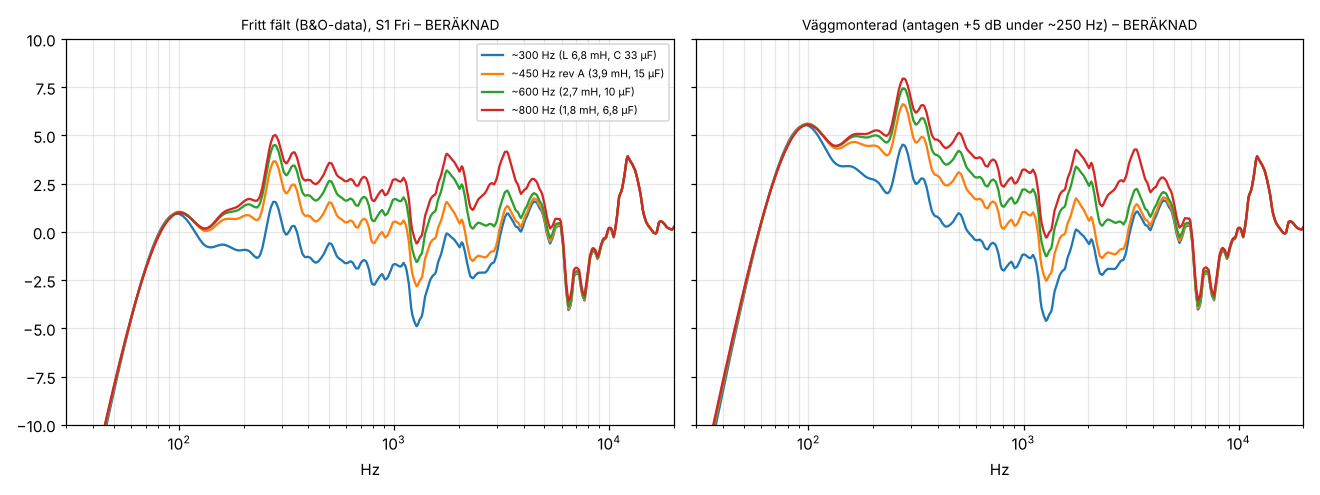 Fritt fält (B&O-data), S1 Fri – BERÄKNAD
Väggmonterad (antagen +5 dB under ~250 Hz) – BERÄKNAD
~300 Hz (L 6,8 mH, C 33 µF)
~450 Hz rev A (3,9 mH, 15 µF)
~600 Hz (2,7 mH, 10 µF)
~800 Hz (1,8 mH, 6,8 µF)
10.0
7.5
5.0
2.5
0.0
−2.5
−5.0
−7.5
−10.0
10² 10³ 10⁴
Hz
10² 10³ 10⁴
Hz